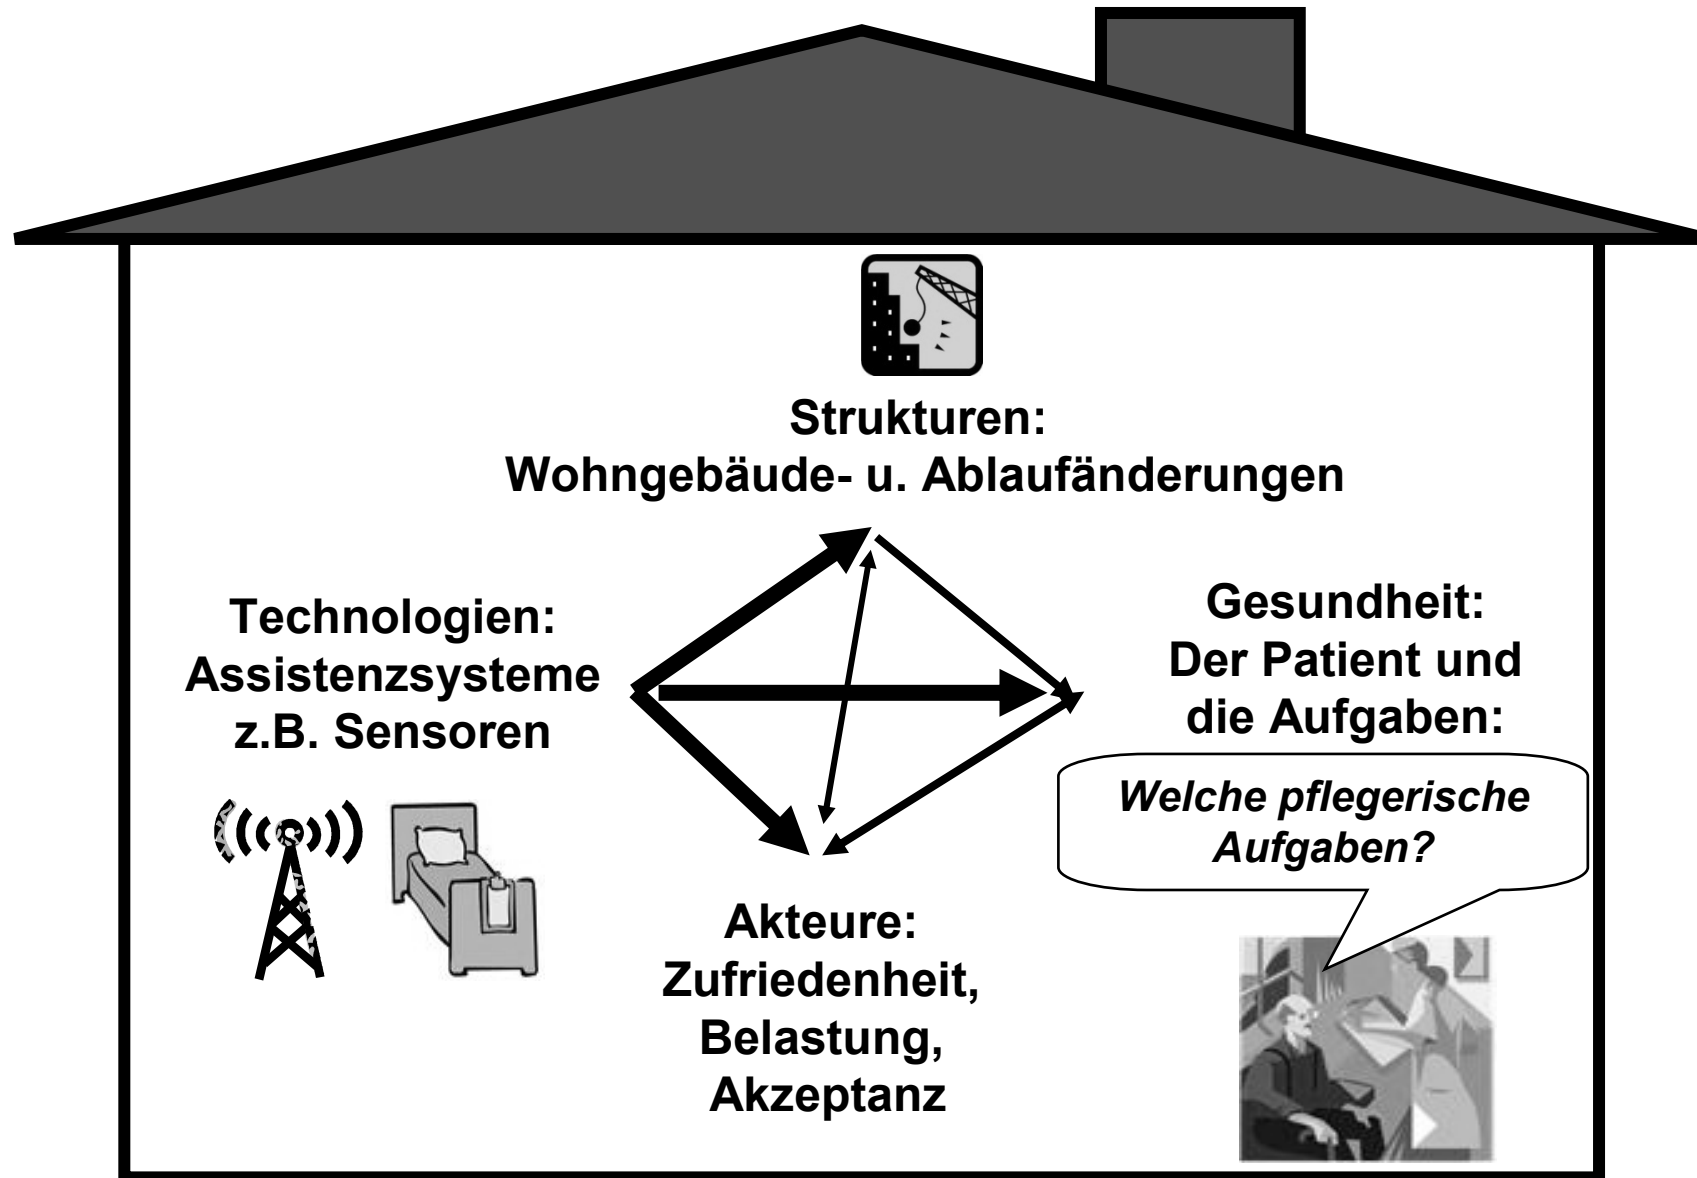 Strukturen:
Wohngebäude- u. Ablaufänderungen
Technologien:
Assistenzsysteme
z.B. Sensoren
Gesundheit:
Der Patient und
die Aufgaben:
Welche pflegerische
Aufgaben?
Akteure:
Zufriedenheit,
Belastung,
Akzeptanz